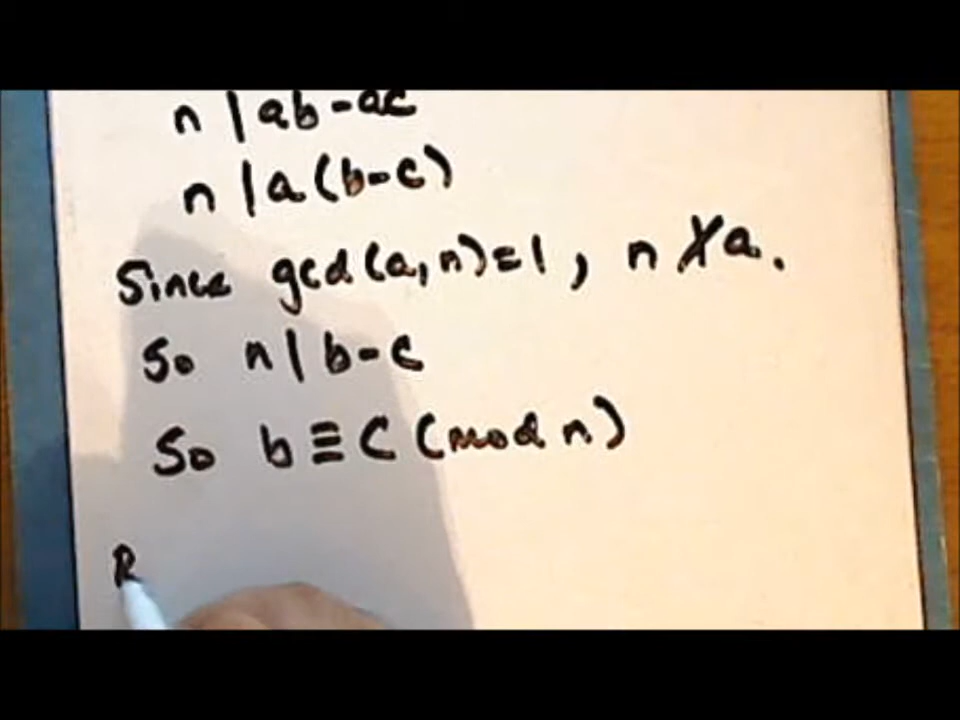 n | ab-ac
n | a(b-c)
Since gcd(a,n)=1, n ∤ a.
So n | b-c
So b ≡ c (mod n)
R